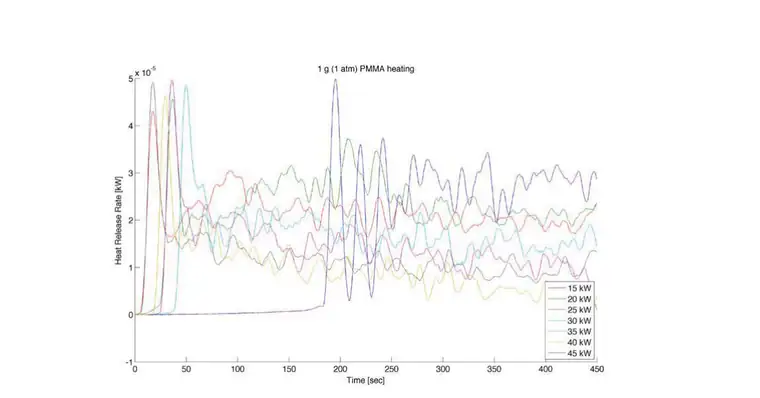 1 g (1 atm) PMMA heating
x 10^-5
5
4
3
2
1
0
-1
Heat Release Rate [kW]
0 50 100 150 200 250 300 350 400 450
Time [sec]
15 kW
20 kW
25 kW
30 kW
35 kW
40 kW
45 kW